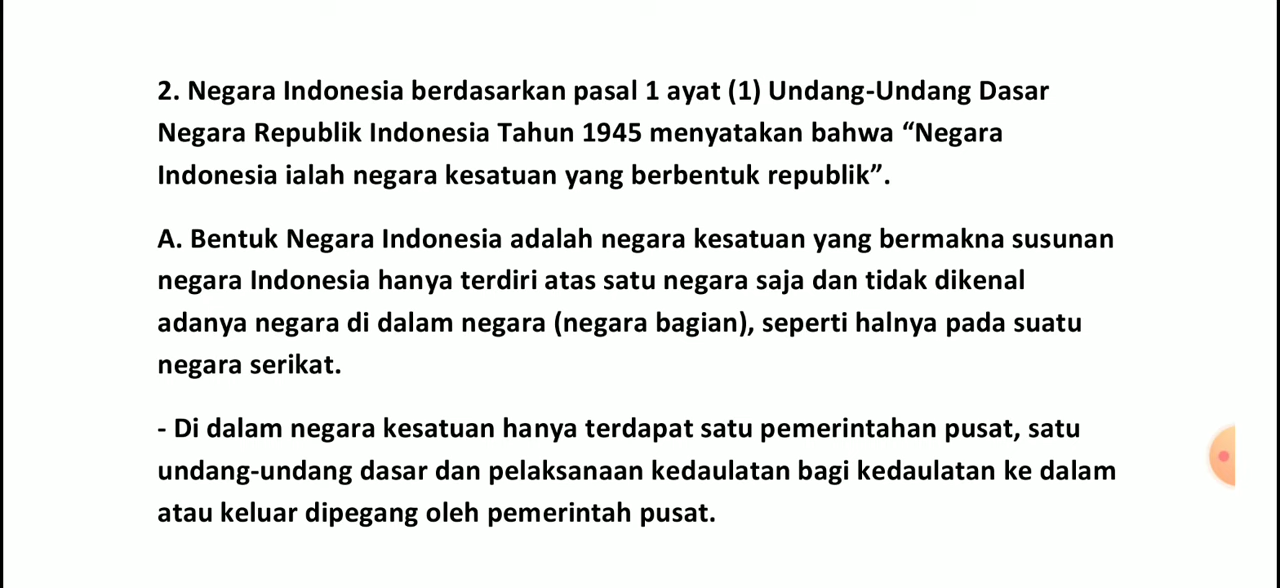 2. Negara Indonesia berdasarkan pasal 1 ayat (1) Undang-Undang Dasar
Negara Republik Indonesia Tahun 1945 menyatakan bahwa “Negara
Indonesia ialah negara kesatuan yang berbentuk republik”.
A. Bentuk Negara Indonesia adalah negara kesatuan yang bermakna susunan
negara Indonesia hanya terdiri atas satu negara saja dan tidak dikenal
adanya negara di dalam negara (negara bagian), seperti halnya pada suatu
negara serikat.
- Di dalam negara kesatuan hanya terdapat satu pemerintahan pusat, satu
undang-undang dasar dan pelaksanaan kedaulatan bagi kedaulatan ke dalam
atau keluar dipegang oleh pemerintah pusat.